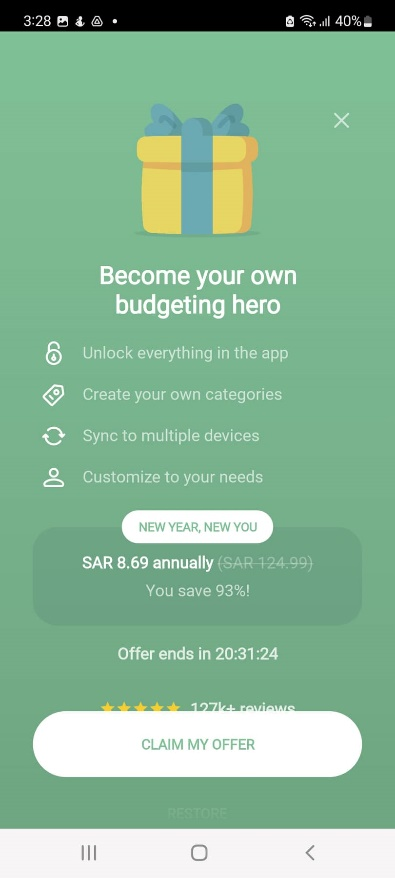 3:28
40%
Become your own
budgeting hero
Unlock everything in the app
Create your own categories
Sync to multiple devices
Customize to your needs
NEW YEAR, NEW YOU
SAR 8.69 annually (SAR 124.99)
You save 93%!
Offer ends in 20:31:24
127k+ reviews
CLAIM MY OFFER
RESTORE